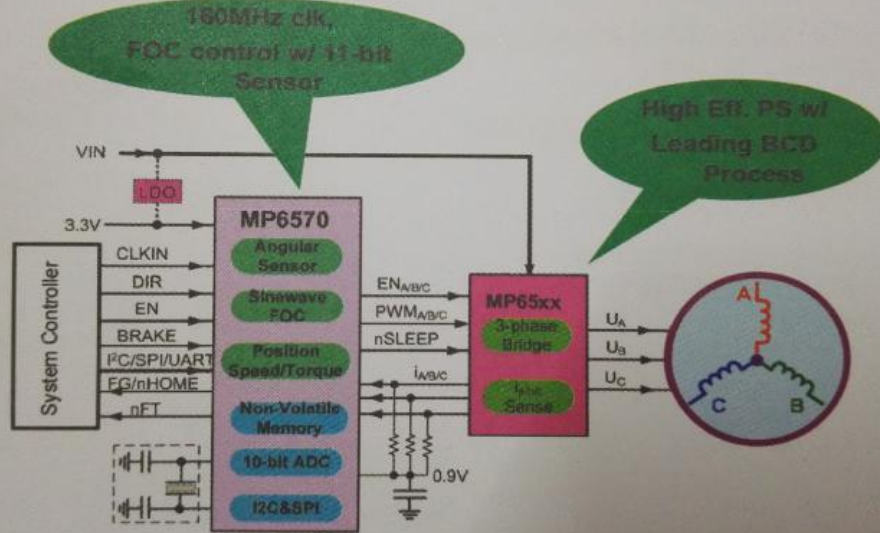 160MHz clk,
FOC control w/ 11-bit
Sensor
High Eff. PS w/
Leading BCD
Process
VIN
LDO
3.3V
System Controller
CLKIN
DIR
EN
BRAKE
I²C/SPI/UART
FG/nHOME
nFT
MP6570
Angular
Sensor
Sinewave
FOC
Position
Speed/Torque
Non-Volatile
Memory
10-bit ADC
I2C&SPI
ENA/B/C
PWMA/B/C
nSLEEP
iA/B/C
0.9V
MP65xx
3-phase
Bridge
Sense
UA
UB
UC
A
B
C